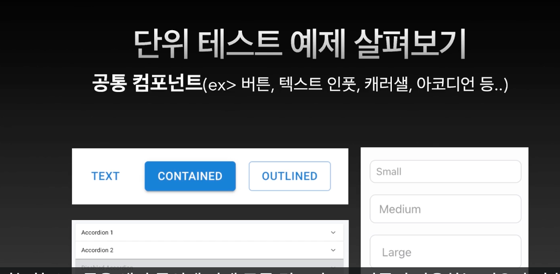 단위 테스트 예제 살펴보기
공통 컴포넌트(ex> 버튼, 텍스트 인풋, 캐러샐, 아코디언 등..)
TEXT
CONTAINED
OUTLINED
Small
Medium
Large
Accordion 1
Accordion 2